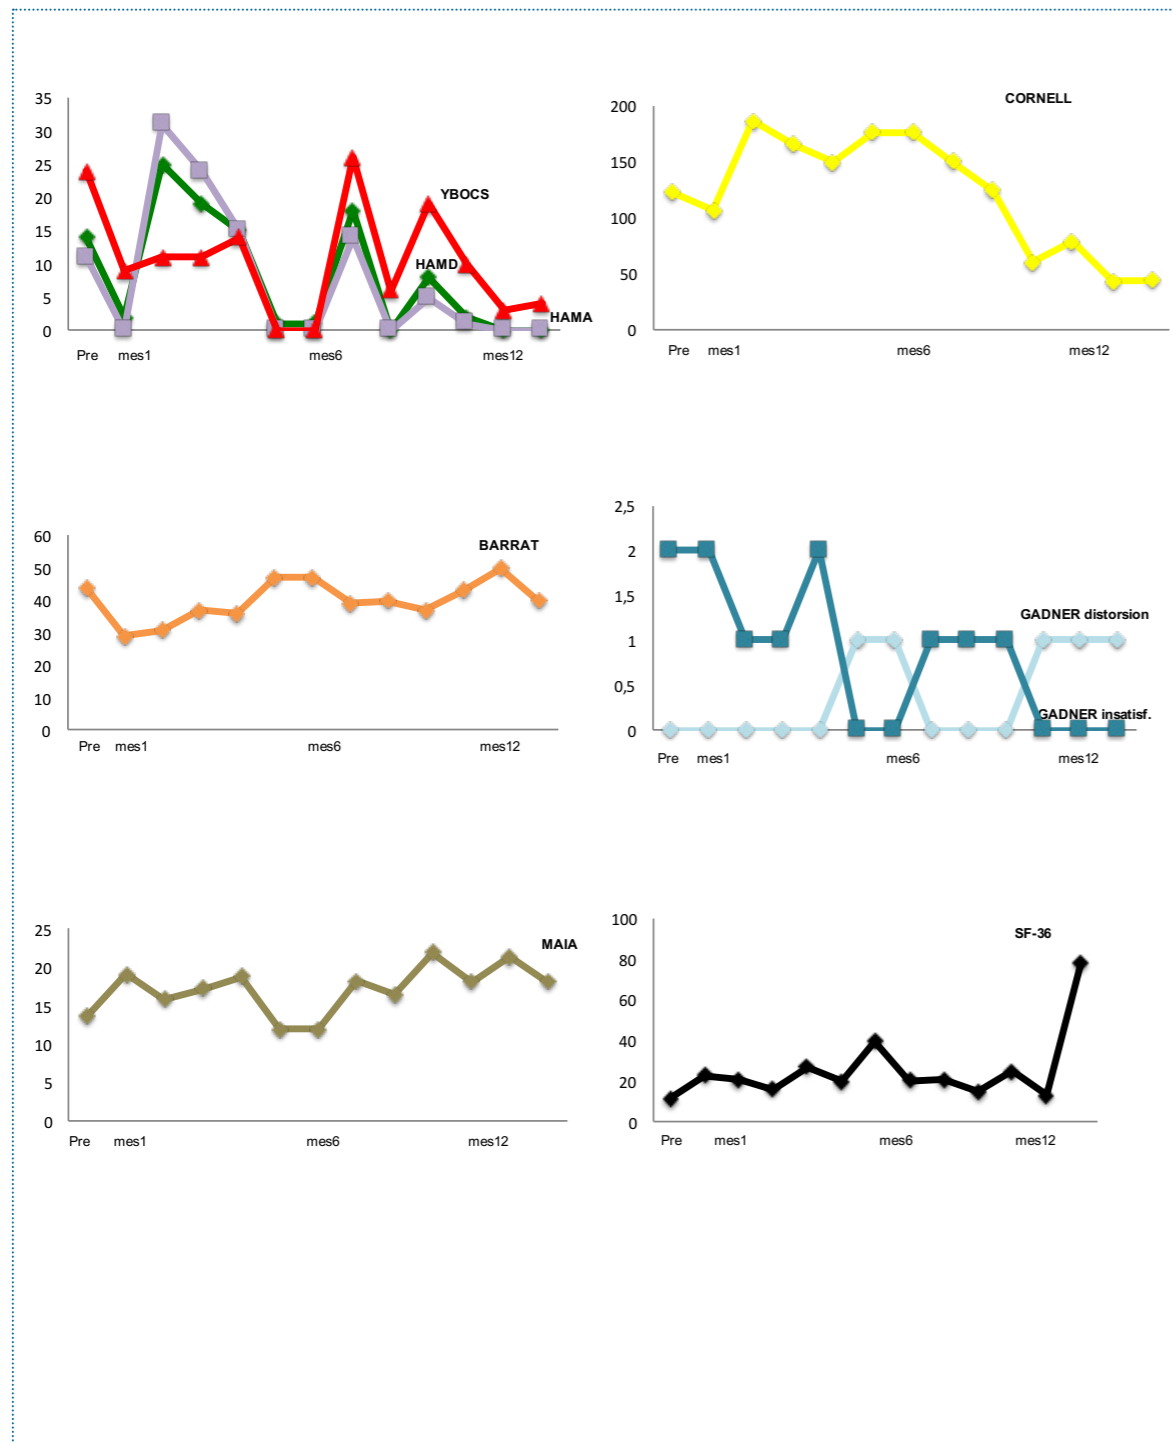 35
30
25
20
15
10
5
0
YBOCS
HAMD
HAMA
Pre mes1 mes6 mes12
CORNELL
200
150
100
50
0
Pre mes1 mes6 mes12
BARRAT
60
50
40
30
20
10
0
Pre mes1 mes6 mes12
2,5
2
1,5
1
0,5
0
GADNER distorsion
GADNER insatisf.
Pre mes1 mes6 mes12
MAIA
25
20
15
10
5
0
Pre mes1 mes6 mes12
SF-36
100
80
60
40
20
0
Pre mes1 mes6 mes12